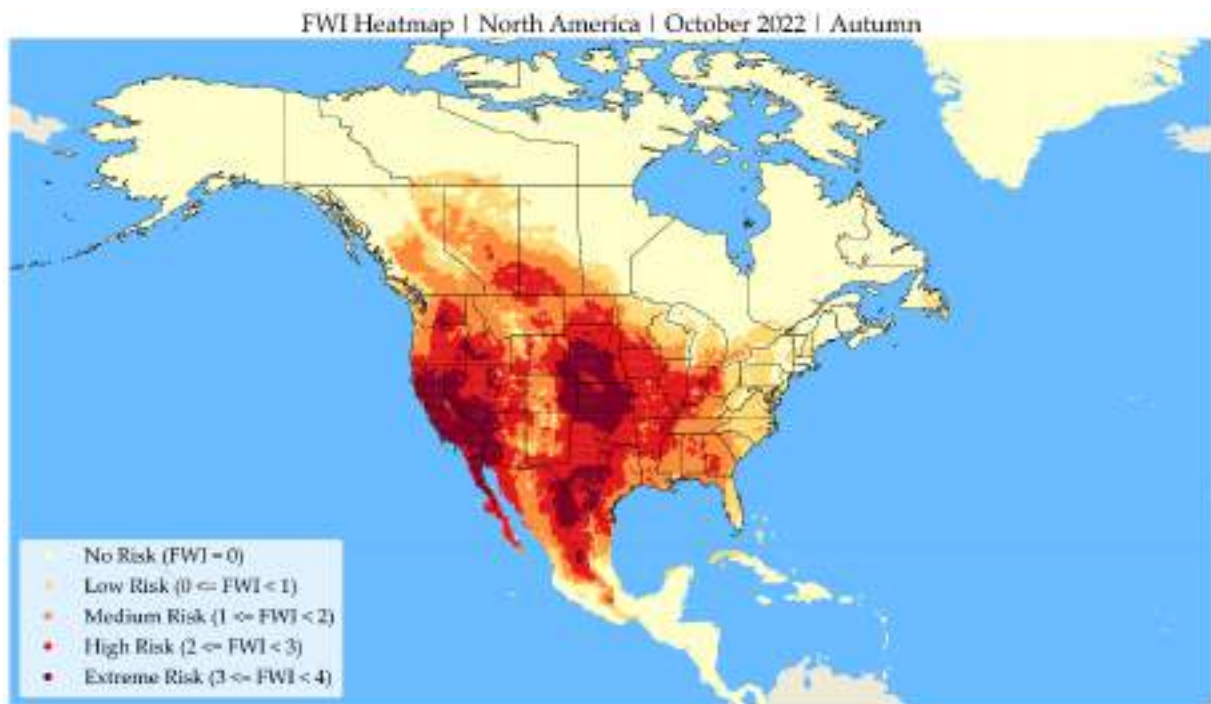 FWI Heatmap | North America | October 2022 | Autumn
No Risk (FWI = 0)
Low Risk (0 <= FWI < 1)
Medium Risk (1 <= FWI < 2)
High Risk (2 <= FWI < 3)
Extreme Risk (3 <= FWI < 4)